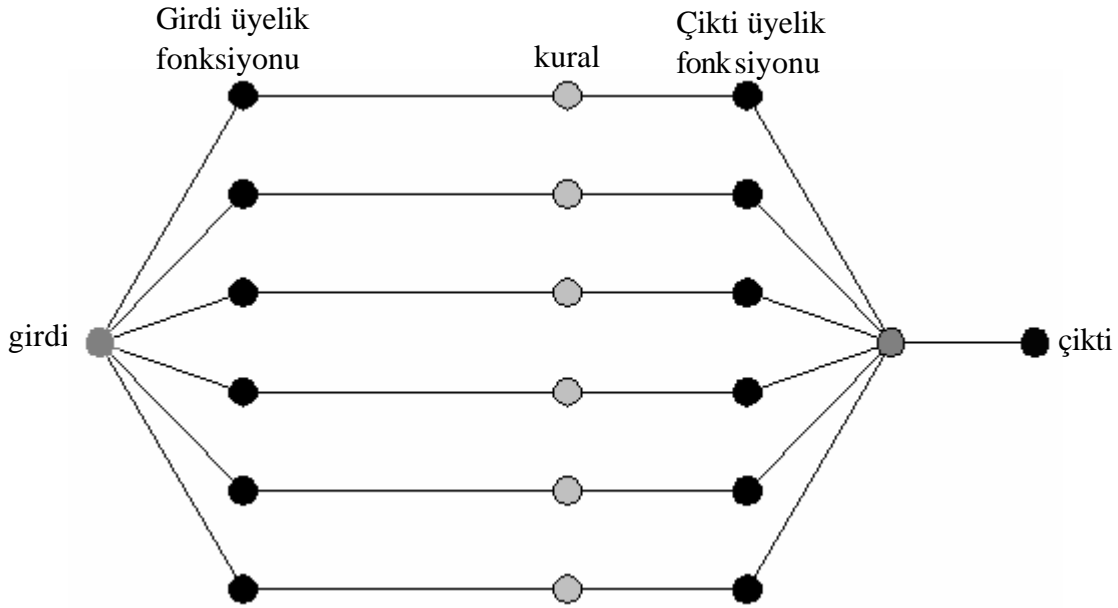 Girdi üyelik
fonksiyonu
kural
Çikti üyelik
fonksiyonu
girdi
çikti